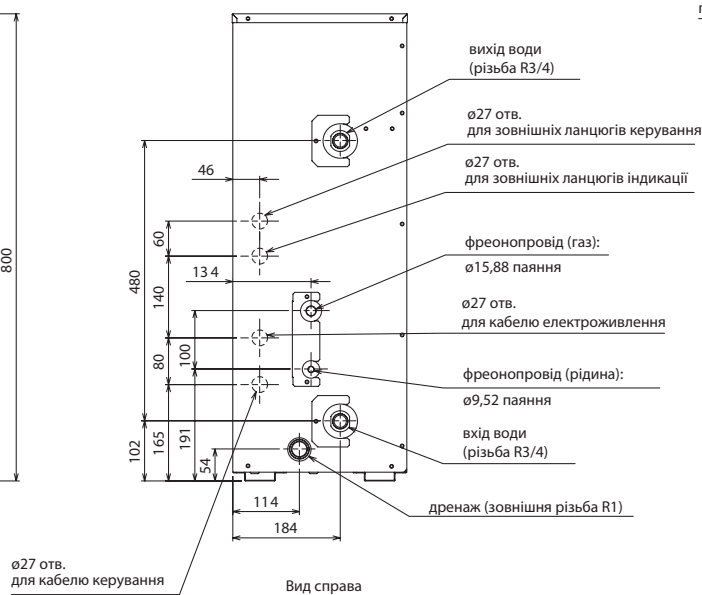 вихід води
(різьба R3/4)
ø27 отв.
для зовнішніх ланцюгів керування
ø27 отв.
для зовнішніх ланцюгів індикації
46
60
134
фреонопровід (газ):
ø15,88 паяння
800
480
140
100
ø27 отв.
для кабелю електроживлення
80
фреонопровід (рідина):
ø9,52 паяння
102
165
191
54
вхід води
(різьба R3/4)
114
184
дренаж (зовнішня різьба R1)
ø27 отв.
для кабелю керування
Вид справа